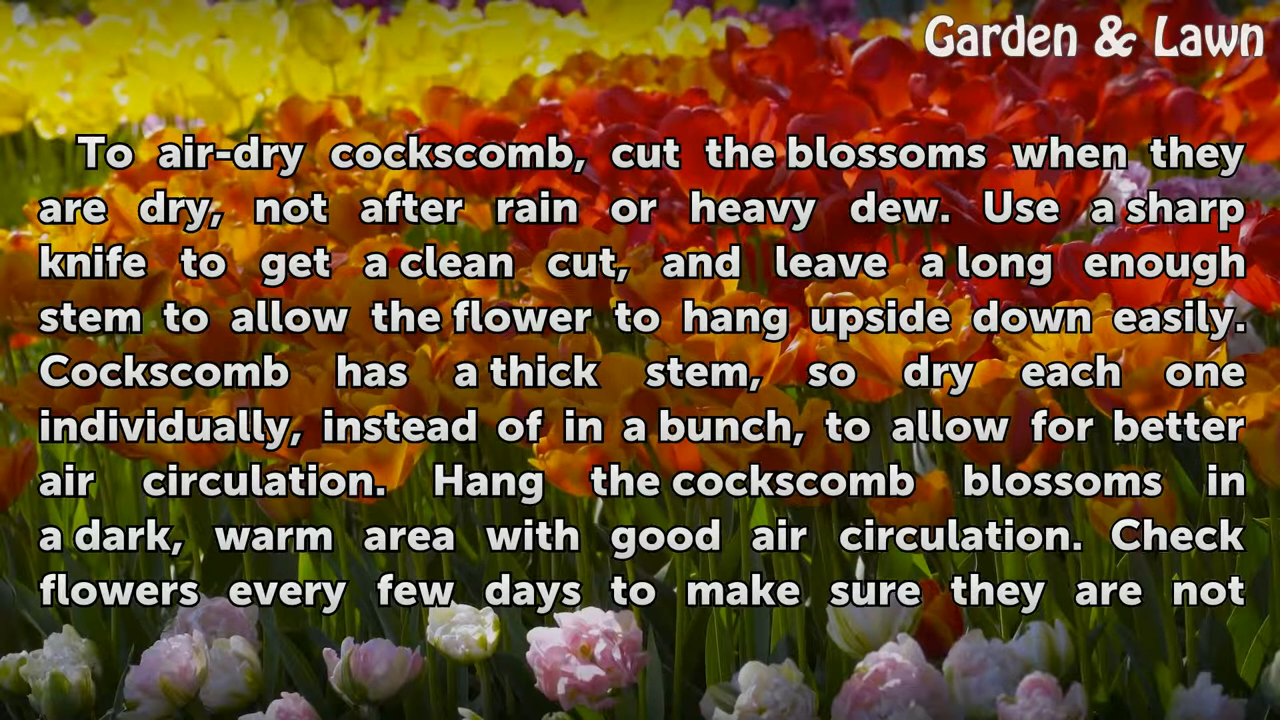 Garden & Lawn
To air-dry cockscomb, cut the blossoms when they
are dry, not after rain or heavy dew. Use a sharp
knife to get a clean cut, and leave a long enough
stem to allow the flower to hang upside down easily.
Cockscomb has a thick stem, so dry each one
individually, instead of in a bunch, to allow for better
air circulation. Hang the cockscomb blossoms in
a dark, warm area with good air circulation. Check
flowers every few days to make sure they are not